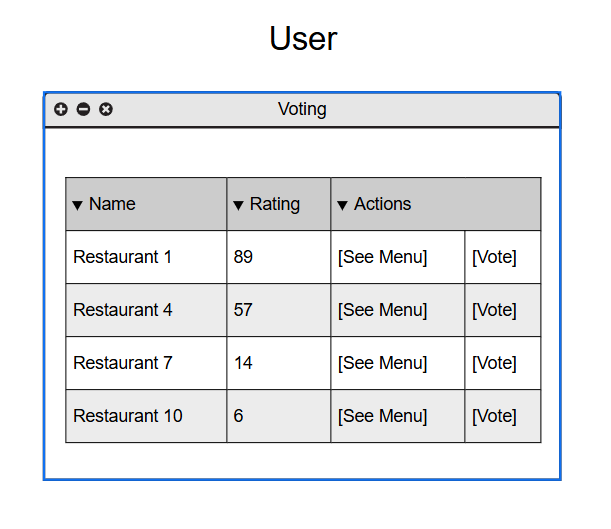 User
Voting
Name Rating Actions
Restaurant 1 89 [See Menu] [Vote]
Restaurant 4 57 [See Menu] [Vote]
Restaurant 7 14 [See Menu] [Vote]
Restaurant 10 6 [See Menu] [Vote]